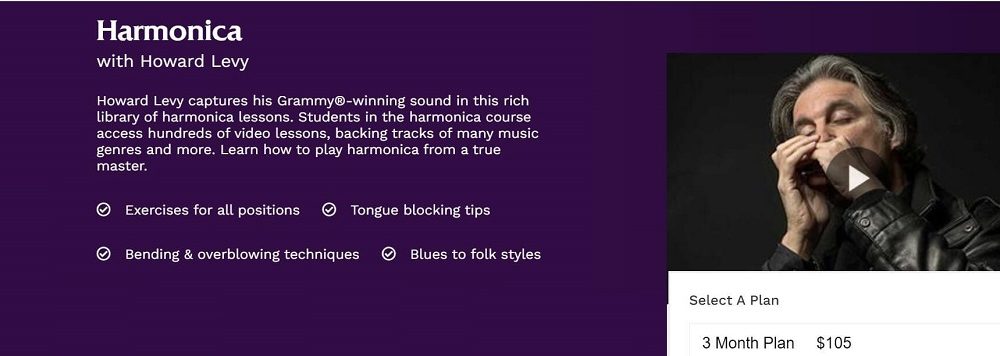 Harmonica
with Howard Levy
Howard Levy captures his Grammy®-winning sound in this rich
library of harmonica lessons. Students in the harmonica course
access hundreds of video lessons, backing tracks of many music
genres and more. Learn how to play harmonica from a true
master.
Exercises for all positions Tongue blocking tips
Bending & overblowing techniques Blues to folk styles
Select A Plan
3 Month Plan $105